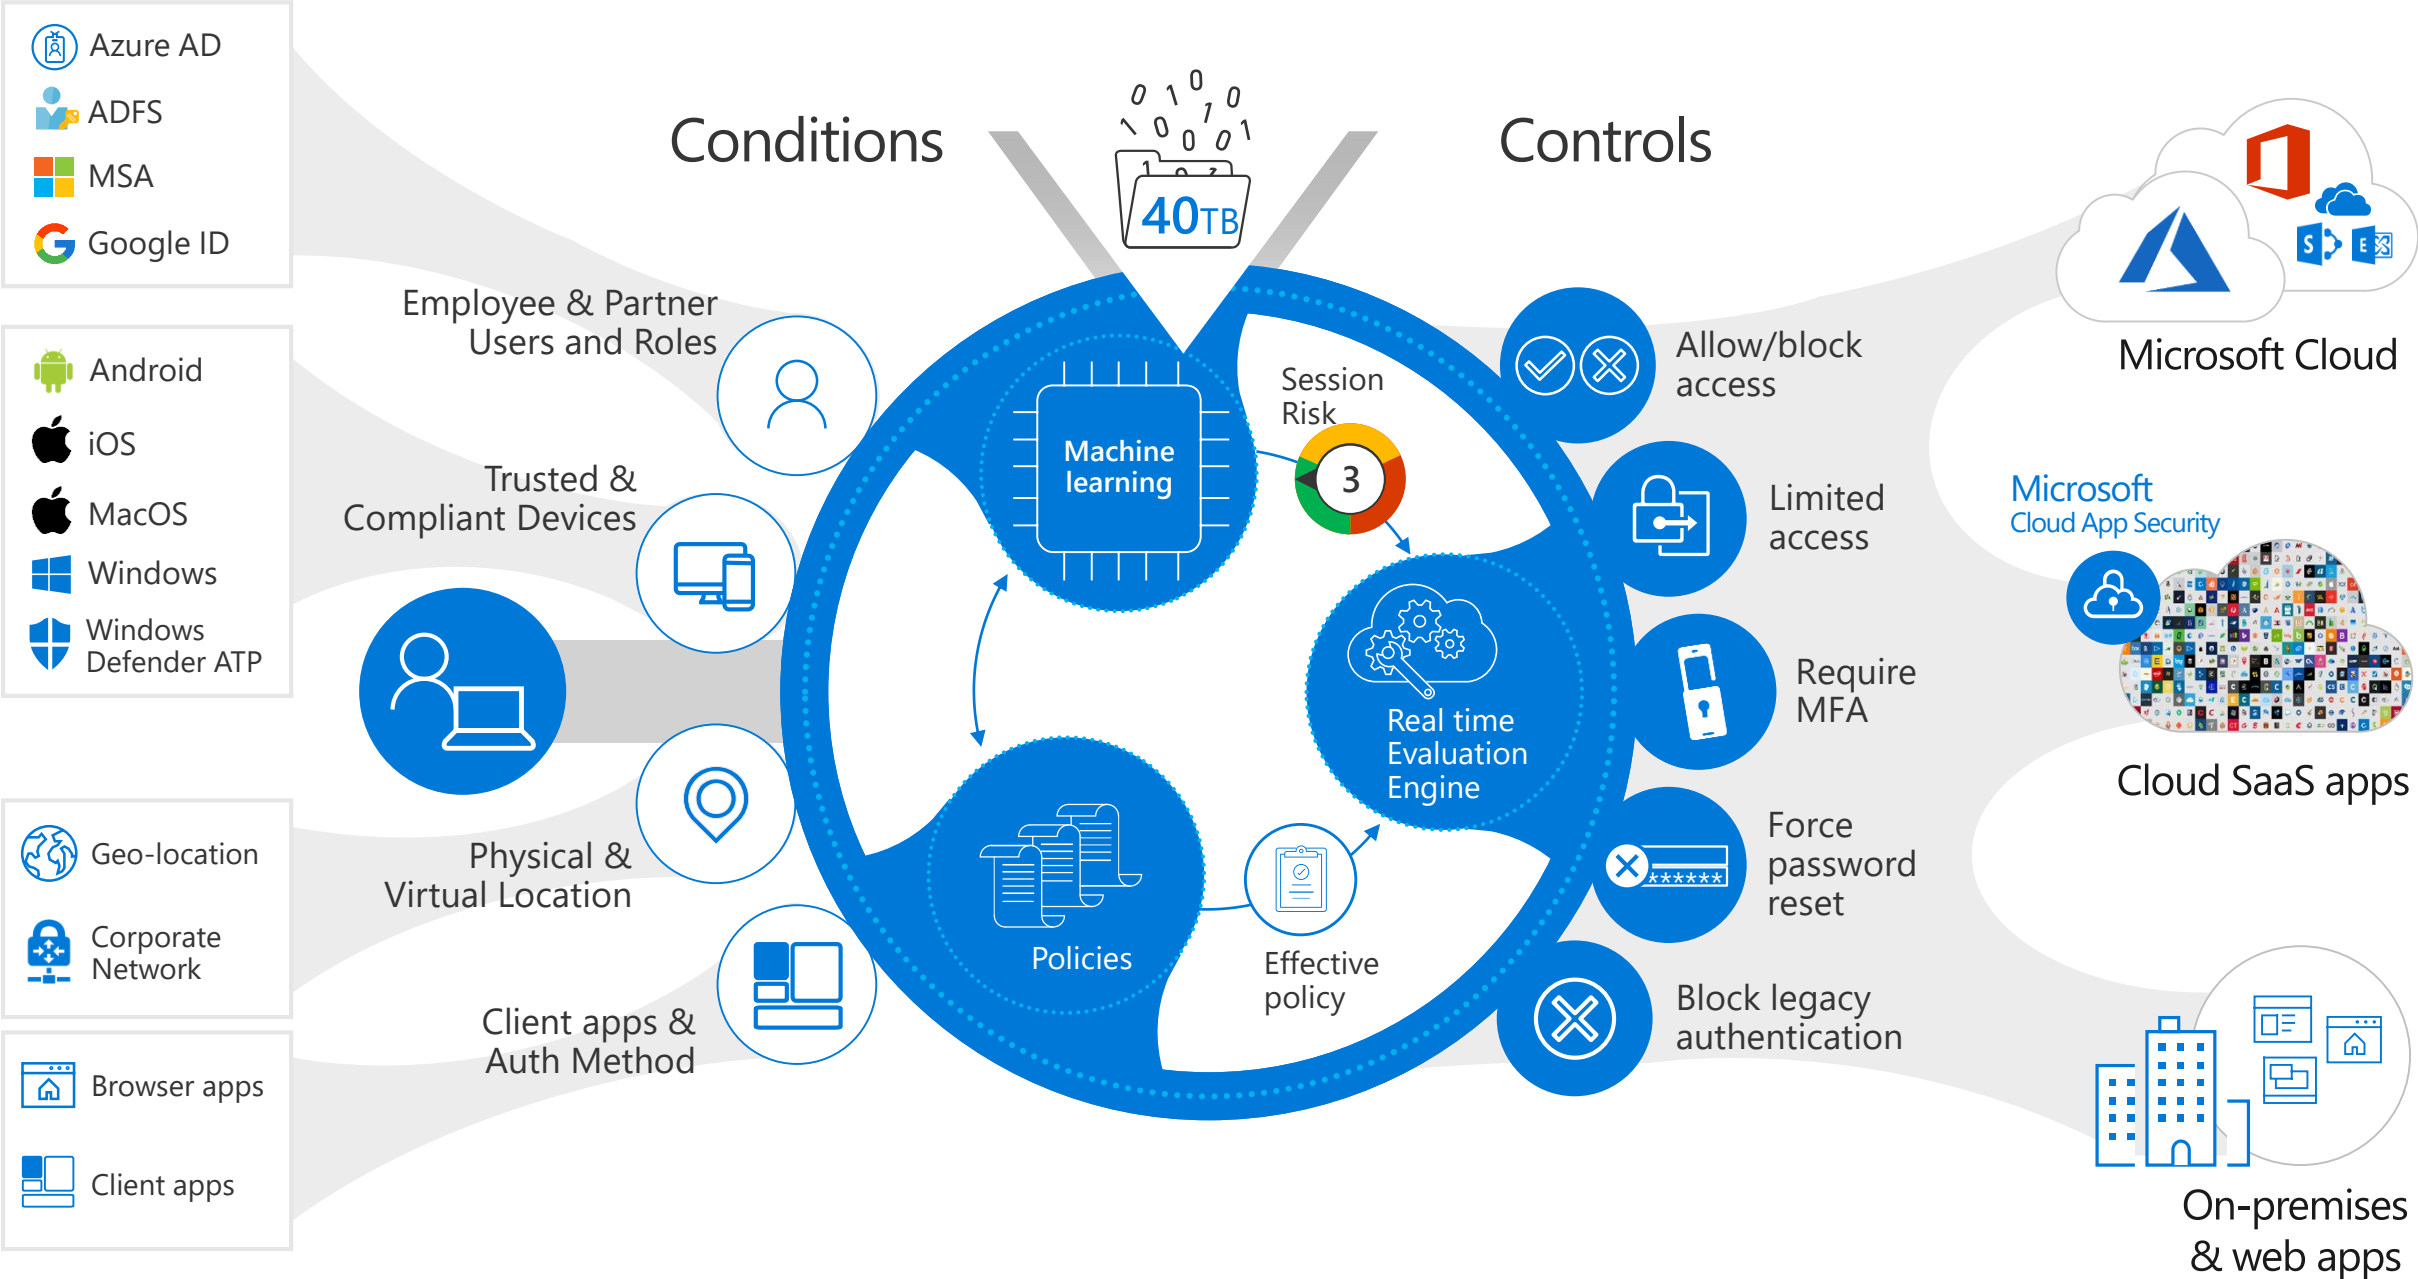 Azure AD
ADFS
MSA
Google ID
Android
iOS
MacOS
Windows
Windows
Defender ATP
Geo-location
Corporate
Network
Browser apps
Client apps
Conditions
Employee & Partner
Users and Roles
Trusted &
Compliant Devices
Physical &
Virtual Location
Client apps &
Auth Method
40TB
Machine
learning
Session
Risk
3
Real time
Evaluation
Engine
Policies
Effective
policy
Controls
Allow/block
access
Limited
access
Require
MFA
Force
password
reset
******
Block legacy
authentication
S
E
Microsoft Cloud
Microsoft
Cloud App Security
Cloud SaaS apps
On-premises
& web apps